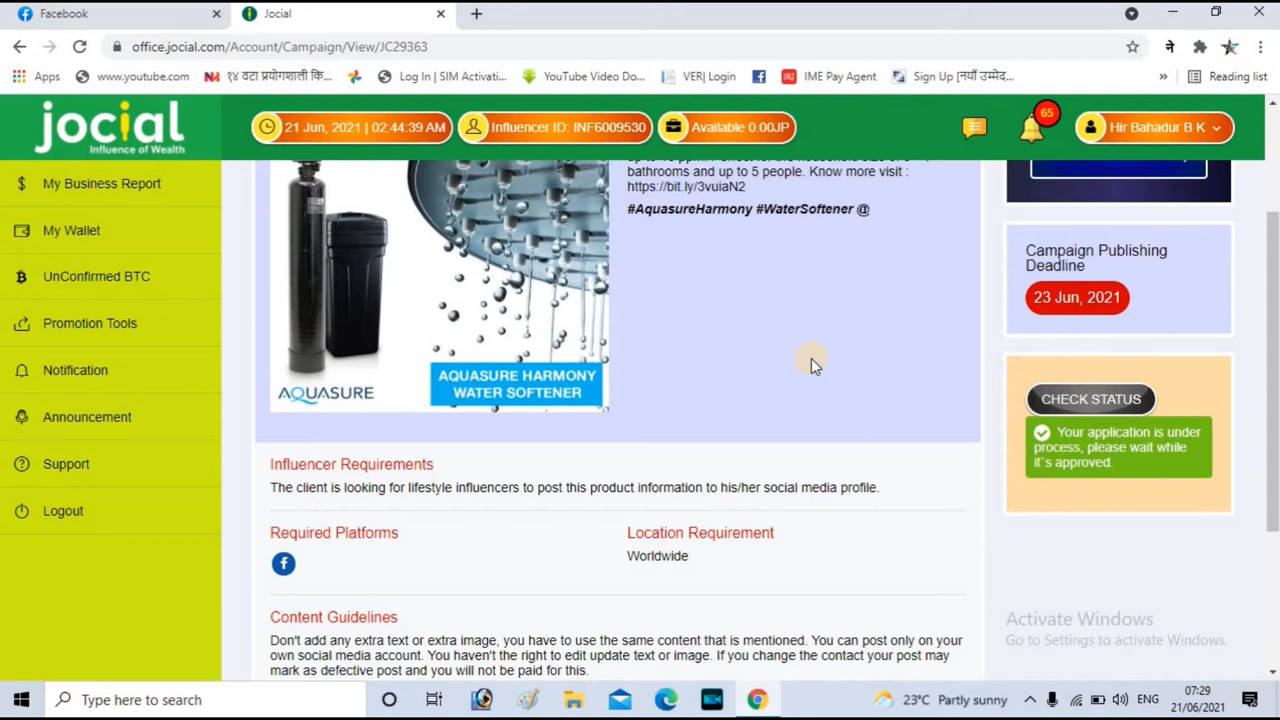 Facebook
Jocial
office.jocial.com/Account/Campaign/View/JC29363
ने
Apps
www.youtube.com
१४ वटा प्रयोगशाली कि...
Log In | SIM Activati...
YouTube Video Do...
VER| Login
IME Pay Agent
Sign Up [नयाँ उम्मेद...
Reading list
jocial
Influence of Wealth
21 Jun, 2021 | 02:44:39 AM
Influencer ID: INF6009530
Available 0.00JP
65
Hir Bahadur B K
My Business Report
My Wallet
UnConfirmed BTC
Promotion Tools
Notification
Announcement
Support
Logout
bathrooms and up to 5 people. Know more visit :
https://bit.ly/3vuiaN2
#AquasureHarmony #WaterSoftener @
AQUASURE
AQUASURE HARMONY
WATER SOFTENER
Campaign Publishing
Deadline
23 Jun, 2021
CHECK STATUS
Your application is under
process, please wait while
it`s approved.
Influencer Requirements
The client is looking for lifestyle influencers to post this product information to his/her social media profile.
Required Platforms
Location Requirement
Worldwide
Content Guidelines
Don't add any extra text or extra image, you have to use the same content that is mentioned. You can post only on your
own social media account. You haven't the right to edit update text or image. If you change the contact your post may
mark as defective post and you will not be paid for this.
Activate Windows
Go to Settings to activate Windows.
Type here to search
23°C Partly sunny
ENG
07:29
21/06/2021